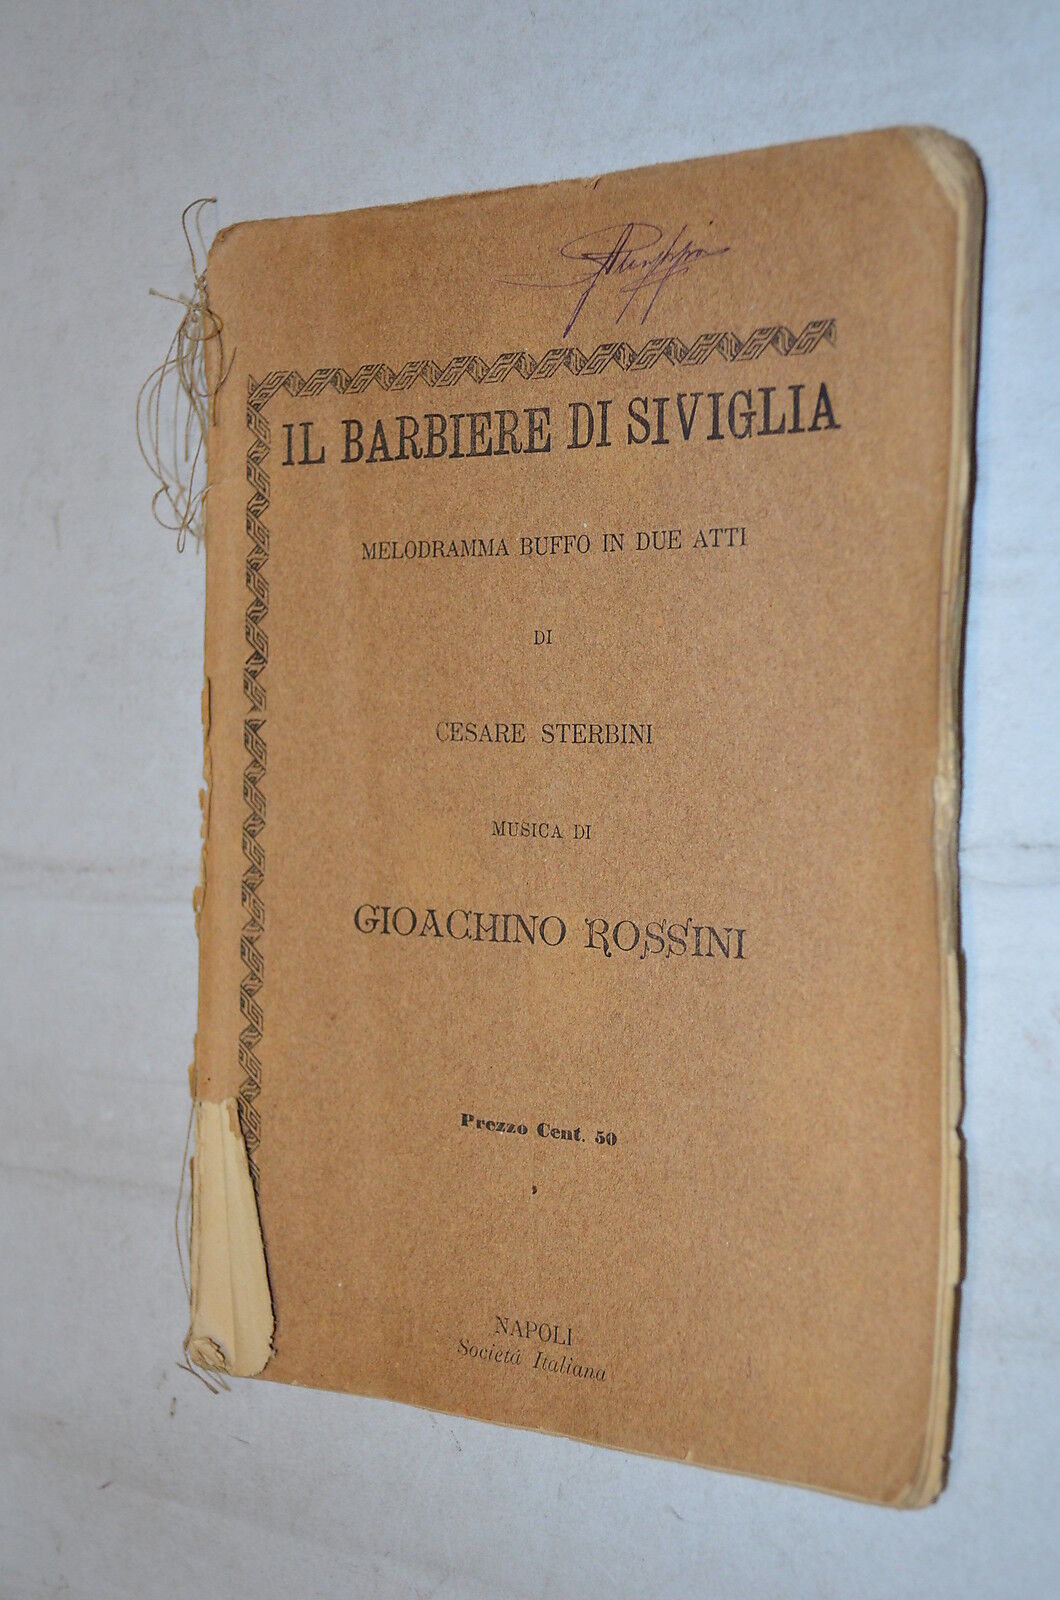 IL BARBIERE DI SIVIGLIA
MELODRAMMA BUFFO IN DUE ATTI
DI
CESARE STERBINI
MUSICA DI
GIOACHINO ROSSINI
Prezzo Cent. 50
NAPOLI
Societá Italiana